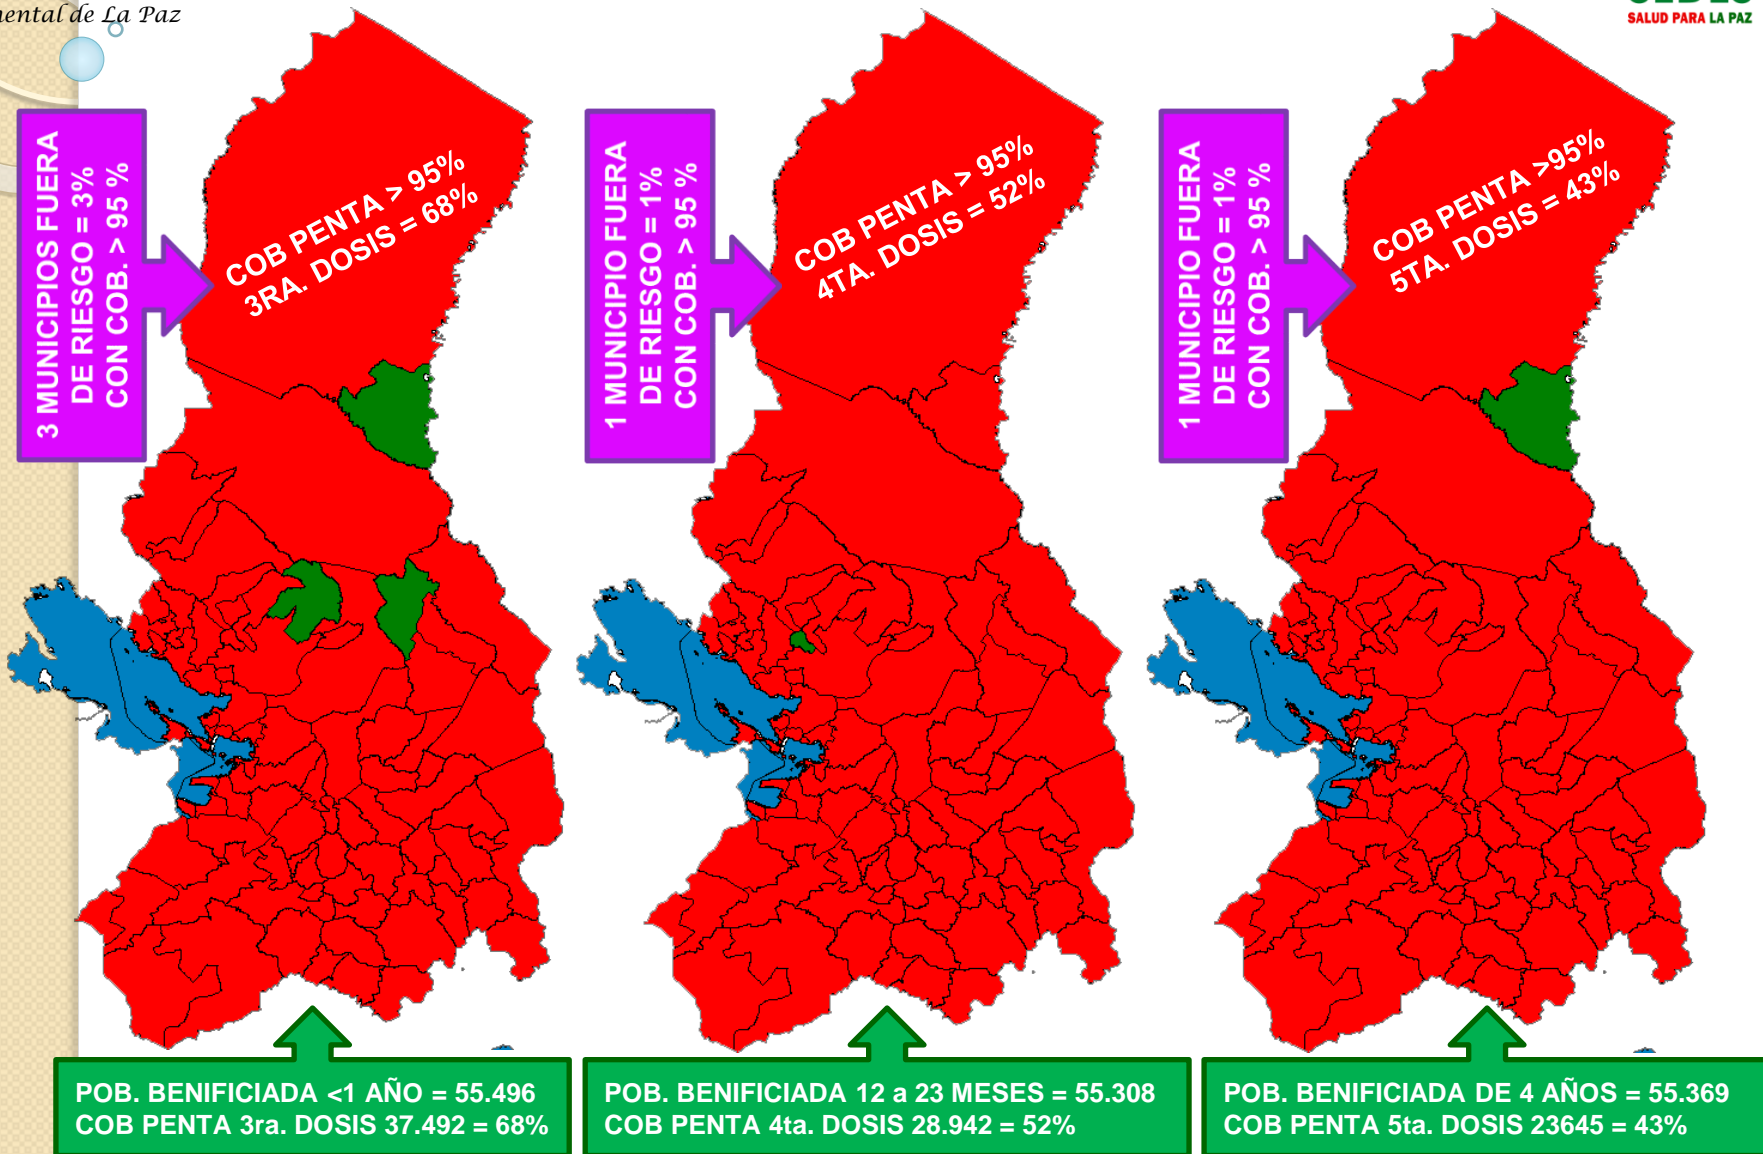 de La Paz
SALUD PARA LA PAZ
3 MUNICIPIOS FUERA
DE RIESGO = 3%
CON COB. > 95 %
COB PENTA > 95%
3RA. DOSIS = 68%
1 MUNICIPIO FUERA
DE RIESGO = 1%
CON COB. > 95 %
COB PENTA > 95%
4TA. DOSIS = 52%
1 MUNICIPIO FUERA
DE RIESGO = 1%
CON COB. > 95 %
COB PENTA >95%
5TA. DOSIS = 43%
POB. BENIFICIADA <1 AÑO = 55.496
COB PENTA 3ra. DOSIS 37.492 = 68%
POB. BENIFICIADA 12 a 23 MESES = 55.308
COB PENTA 4ta. DOSIS 28.942 = 52%
POB. BENIFICIADA DE 4 AÑOS = 55.369
COB PENTA 5ta. DOSIS 23645 = 43%